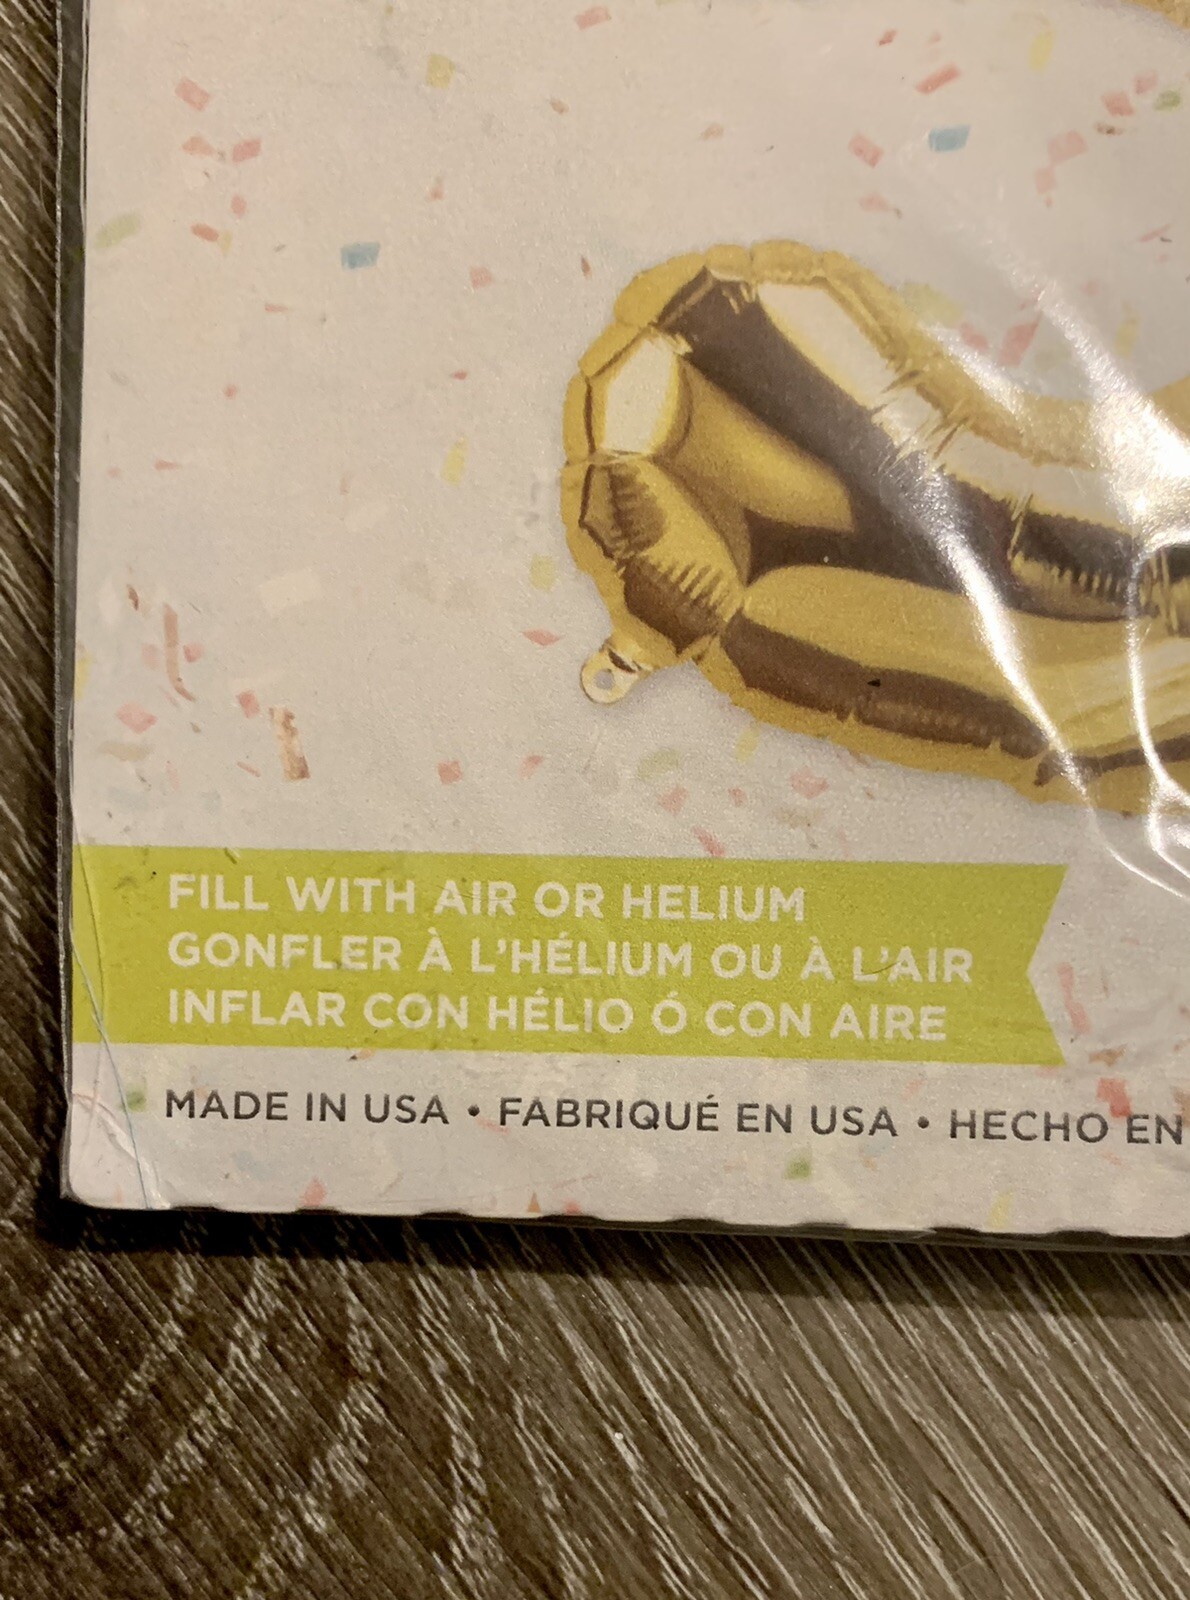 FILL WITH AIR OR HELIUM
GONFLER À L'HÉLIUM OU À L'AIR
INFLAR CON HÉLIO Ó CON AIRE
MADE IN USA • FABRIQUÉ EN USA • HECHO EN